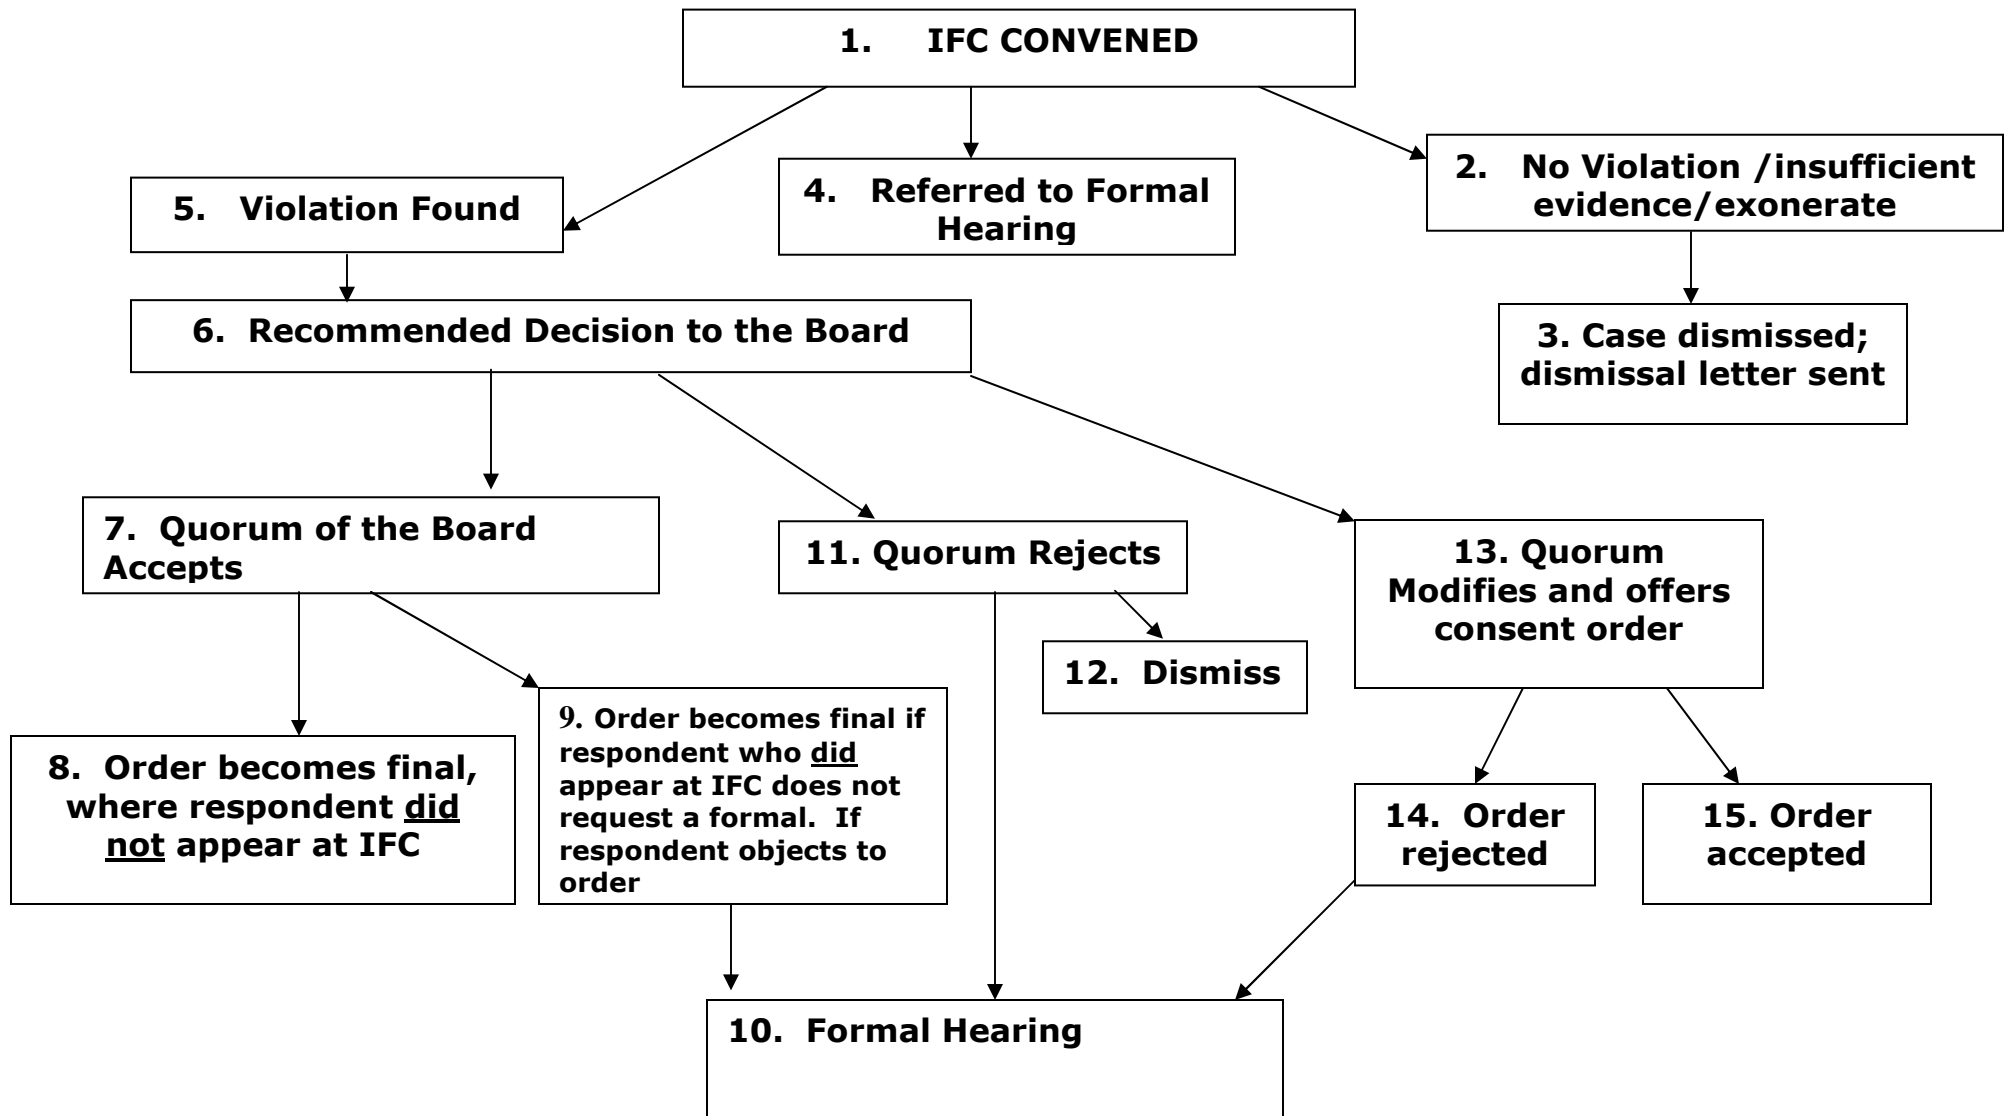 1. IFC CONVENED
2. No Violation /insufficient
evidence/exonerate
4. Referred to Formal
Hearing
5. Violation Found
3. Case dismissed;
dismissal letter sent
6. Recommended Decision to the Board
7. Quorum of the Board
Accepts
11. Quorum Rejects
13. Quorum
Modifies and offers
consent order
12. Dismiss
8. Order becomes final,
where respondent did
not appear at IFC
9. Order becomes final if
respondent who did
appear at IFC does not
request a formal. If
respondent objects to
order
14. Order
rejected
15. Order
accepted
10. Formal Hearing